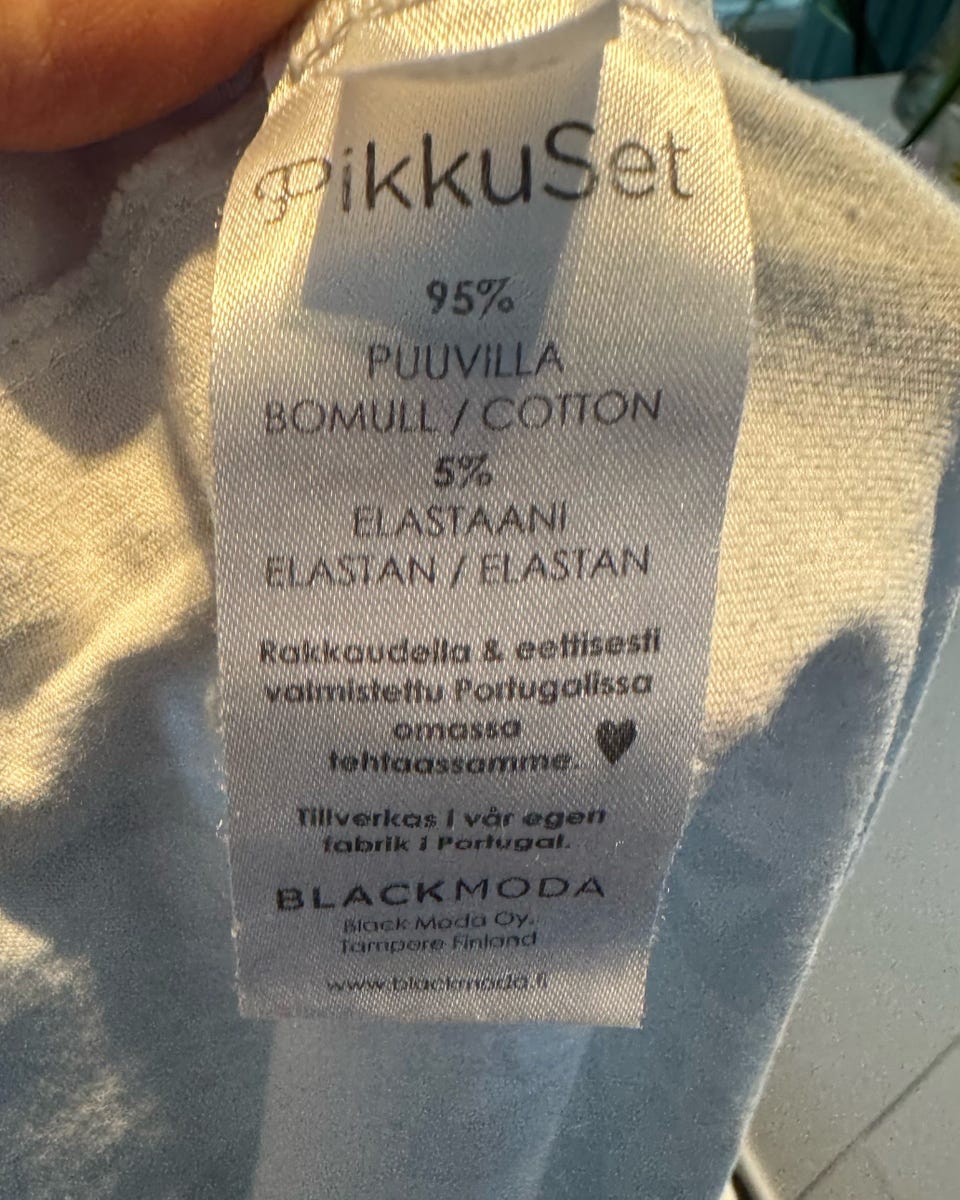 PikkuSet
95%
PUUVILLA
BOMULL / COTTON
5%
ELASTAANI
ELASTAN / ELASTAN
Rakkaudella & eettisesti
valmistettu Portugalissa
omassa
tehtaassamme. ♥
Tillverkas i vår egen
fabrik i Portugal.
BLACKMODA
Black Moda Oy.
Tampere Finland
www.blackmoda.fi